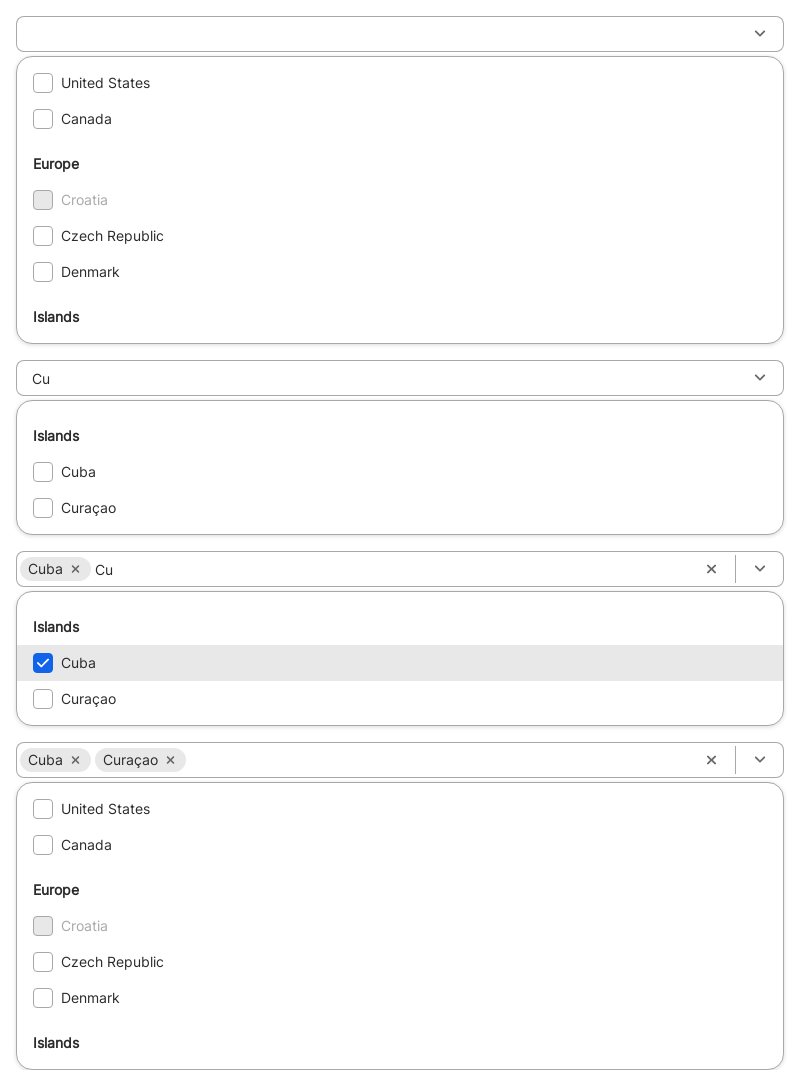 United States
Canada
Europe
Croatia
Czech Republic
Denmark
Islands
Cu
Islands
Cuba
Curaçao
Cuba Cu
Islands
Cuba
Curaçao
Cuba Curaçao
United States
Canada
Europe
Croatia
Czech Republic
Denmark
Islands